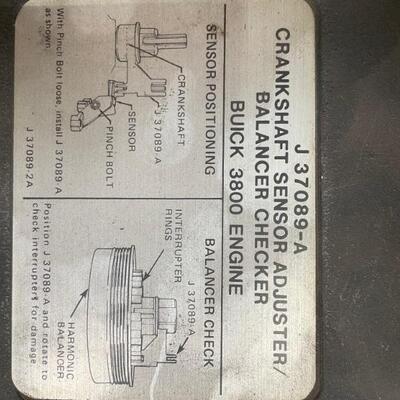 J 37089-A
CRANKSHAFT SENSOR ADJUSTER/
BALANCER CHECKER
BUICK 3800 ENGINE
SENSOR POSITIONING
CRANKSHAFT
J 37089-A
SENSOR
PINCH BOLT
With Pinch Bolt loose, install J 37089-A
as shown.
J 37089-2A
BALANCER CHECK
J 37089-A
INTERRUPTER
RINGS
HARMONIC
BALANCER
Position J 37089-A and rotate to
check interrupters for damage